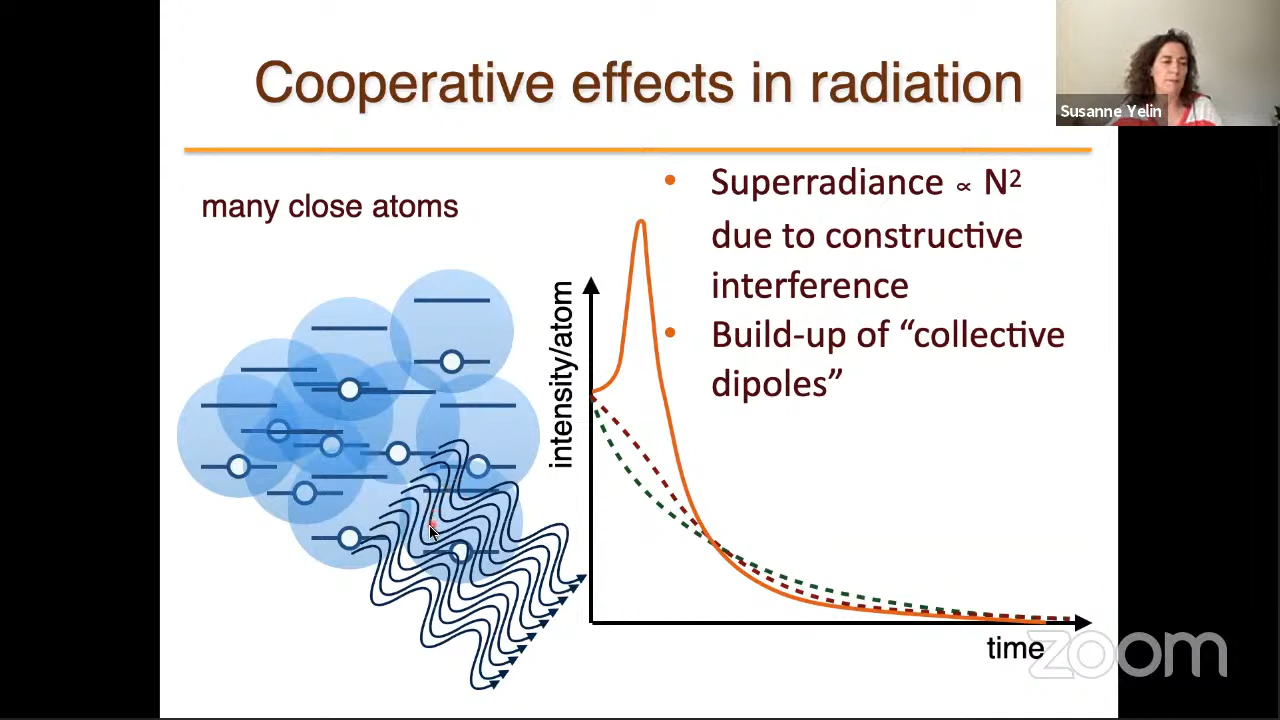 Cooperative effects in radiation
Susanne Yelin
many close atoms
• Superradiance ∝ N²
due to constructive
interference
• Build-up of “collective
dipoles”
intensity/atom
time
zoom